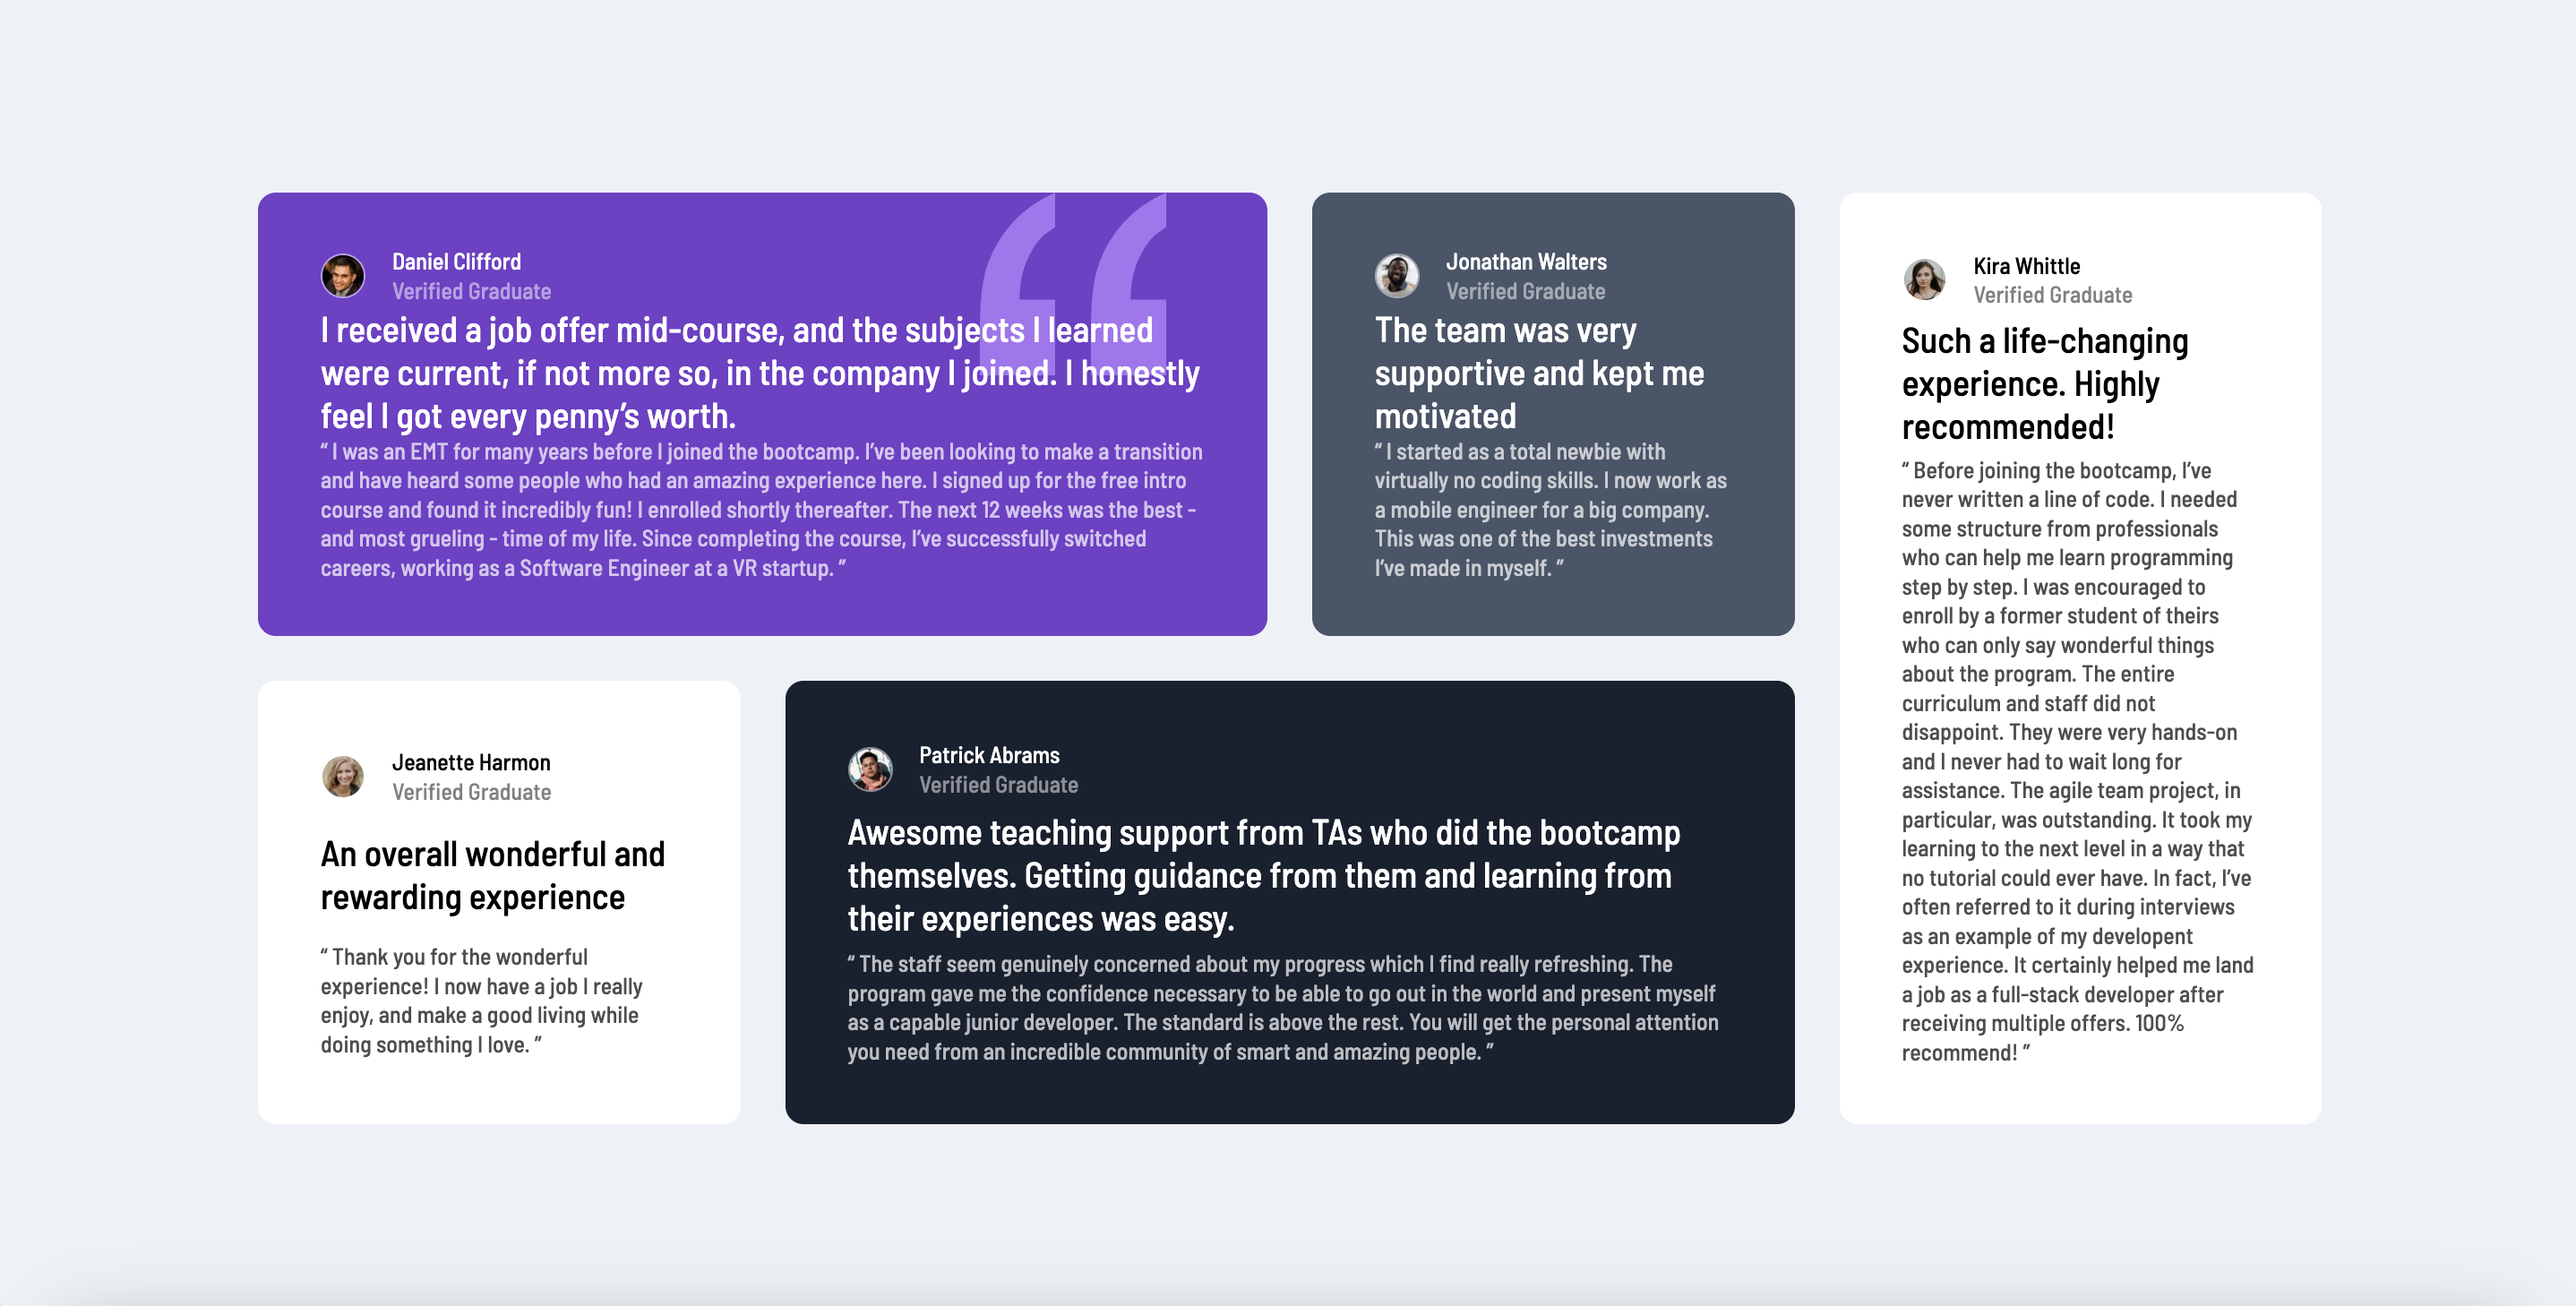 Daniel Clifford
Verified Graduate
I received a job offer mid-course, and the subjects I learned
were current, if not more so, in the company I joined. I honestly
feel I got every penny’s worth.
“ I was an EMT for many years before I joined the bootcamp. I’ve been looking to make a transition
and have heard some people who had an amazing experience here. I signed up for the free intro
course and found it incredibly fun! I enrolled shortly thereafter. The next 12 weeks was the best -
and most grueling - time of my life. Since completing the course, I’ve successfully switched
careers, working as a Software Engineer at a VR startup. ”
Jonathan Walters
Verified Graduate
The team was very
supportive and kept me
motivated
“ I started as a total newbie with
virtually no coding skills. I now work as
a mobile engineer for a big company.
This was one of the best investments
I’ve made in myself. ”
Kira Whittle
Verified Graduate
Such a life-changing
experience. Highly
recommended!
“ Before joining the bootcamp, I’ve
never written a line of code. I needed
some structure from professionals
who can help me learn programming
step by step. I was encouraged to
enroll by a former student of theirs
who can only say wonderful things
about the program. The entire
curriculum and staff did not
disappoint. They were very hands-on
and I never had to wait long for
assistance. The agile team project, in
particular, was outstanding. It took my
learning to the next level in a way that
no tutorial could ever have. In fact, I’ve
often referred to it during interviews
as an example of my developent
experience. It certainly helped me land
a job as a full-stack developer after
receiving multiple offers. 100%
recommend! ”
Jeanette Harmon
Verified Graduate
An overall wonderful and
rewarding experience
“ Thank you for the wonderful
experience! I now have a job I really
enjoy, and make a good living while
doing something I love. ”
Patrick Abrams
Verified Graduate
Awesome teaching support from TAs who did the bootcamp
themselves. Getting guidance from them and learning from
their experiences was easy.
“ The staff seem genuinely concerned about my progress which I find really refreshing. The
program gave me the confidence necessary to be able to go out in the world and present myself
as a capable junior developer. The standard is above the rest. You will get the personal attention
you need from an incredible community of smart and amazing people. ”